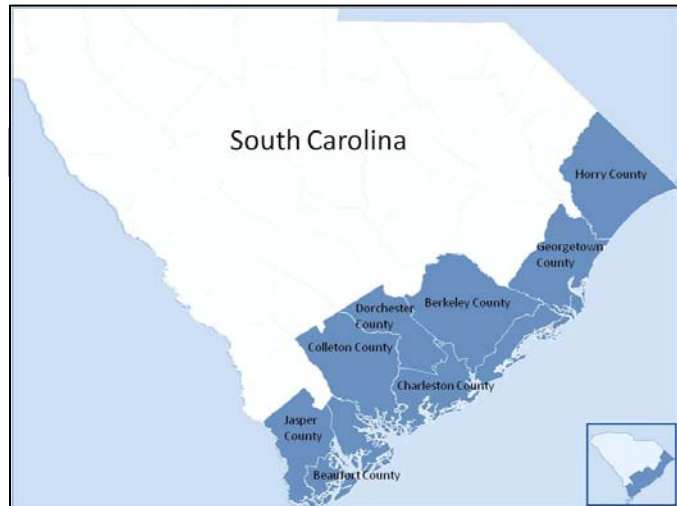 South Carolina
Horry County
Georgetown
County
Berkeley County
Dorchester
County
Colleton County
Charleston County
Jasper
County
Beaufort County